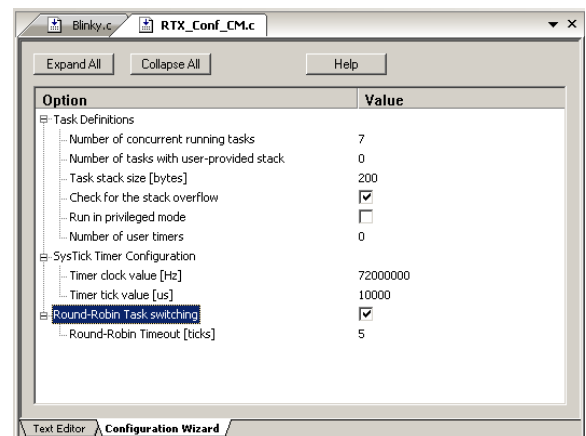 Blinky.c RTX_Conf_CM.c
Expand All Collapse All Help
Option Value
Task Definitions
Number of concurrent running tasks 7
Number of tasks with user-provided stack 0
Task stack size [bytes] 200
Check for the stack overflow
Run in privileged mode
Number of user timers 0
SysTick Timer Configuration
Timer clock value [Hz] 72000000
Timer tick value [us] 10000
Round-Robin Task switching
Round-Robin Timeout [ticks] 5
Text Editor Configuration Wizard